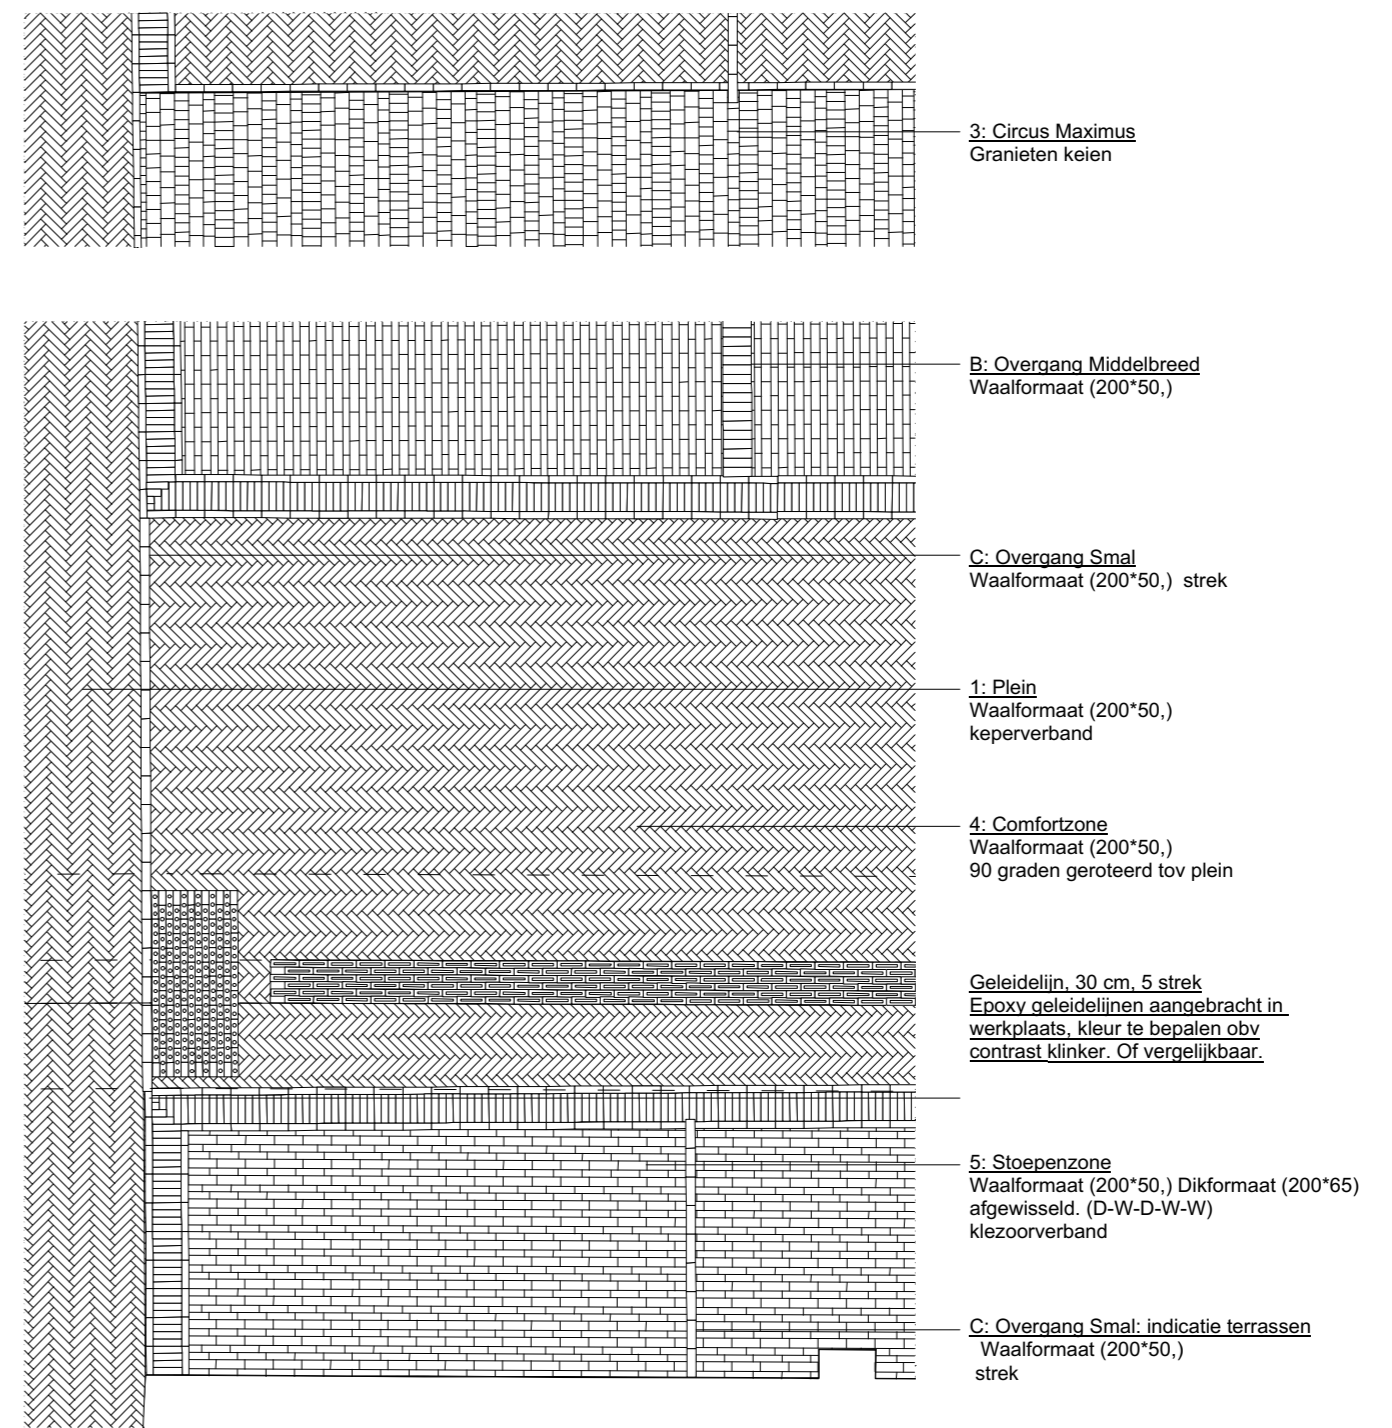 3: Circus Maximus
Granieten keien
B: Overgang Middelbreed
Waalformaat (200*50,)
C: Overgang Smal
Waalformaat (200*50,)  strek
1: Plein
Waalformaat (200*50,)
keperverband
4: Comfortzone
Waalformaat (200*50,)
90 graden geroteerd tov plein
Geleidelijn, 30 cm, 5 strek
Epoxy geleidelijnen aangebracht in
werkplaats, kleur te bepalen obv
contrast klinker. Of vergelijkbaar.
5: Stoepenzone
Waalformaat (200*50,) Dikformaat (200*65)
afgewisseld. (D-W-D-W-W)
klezoorverband
C: Overgang Smal: indicatie terrassen
Waalformaat (200*50,)
strek